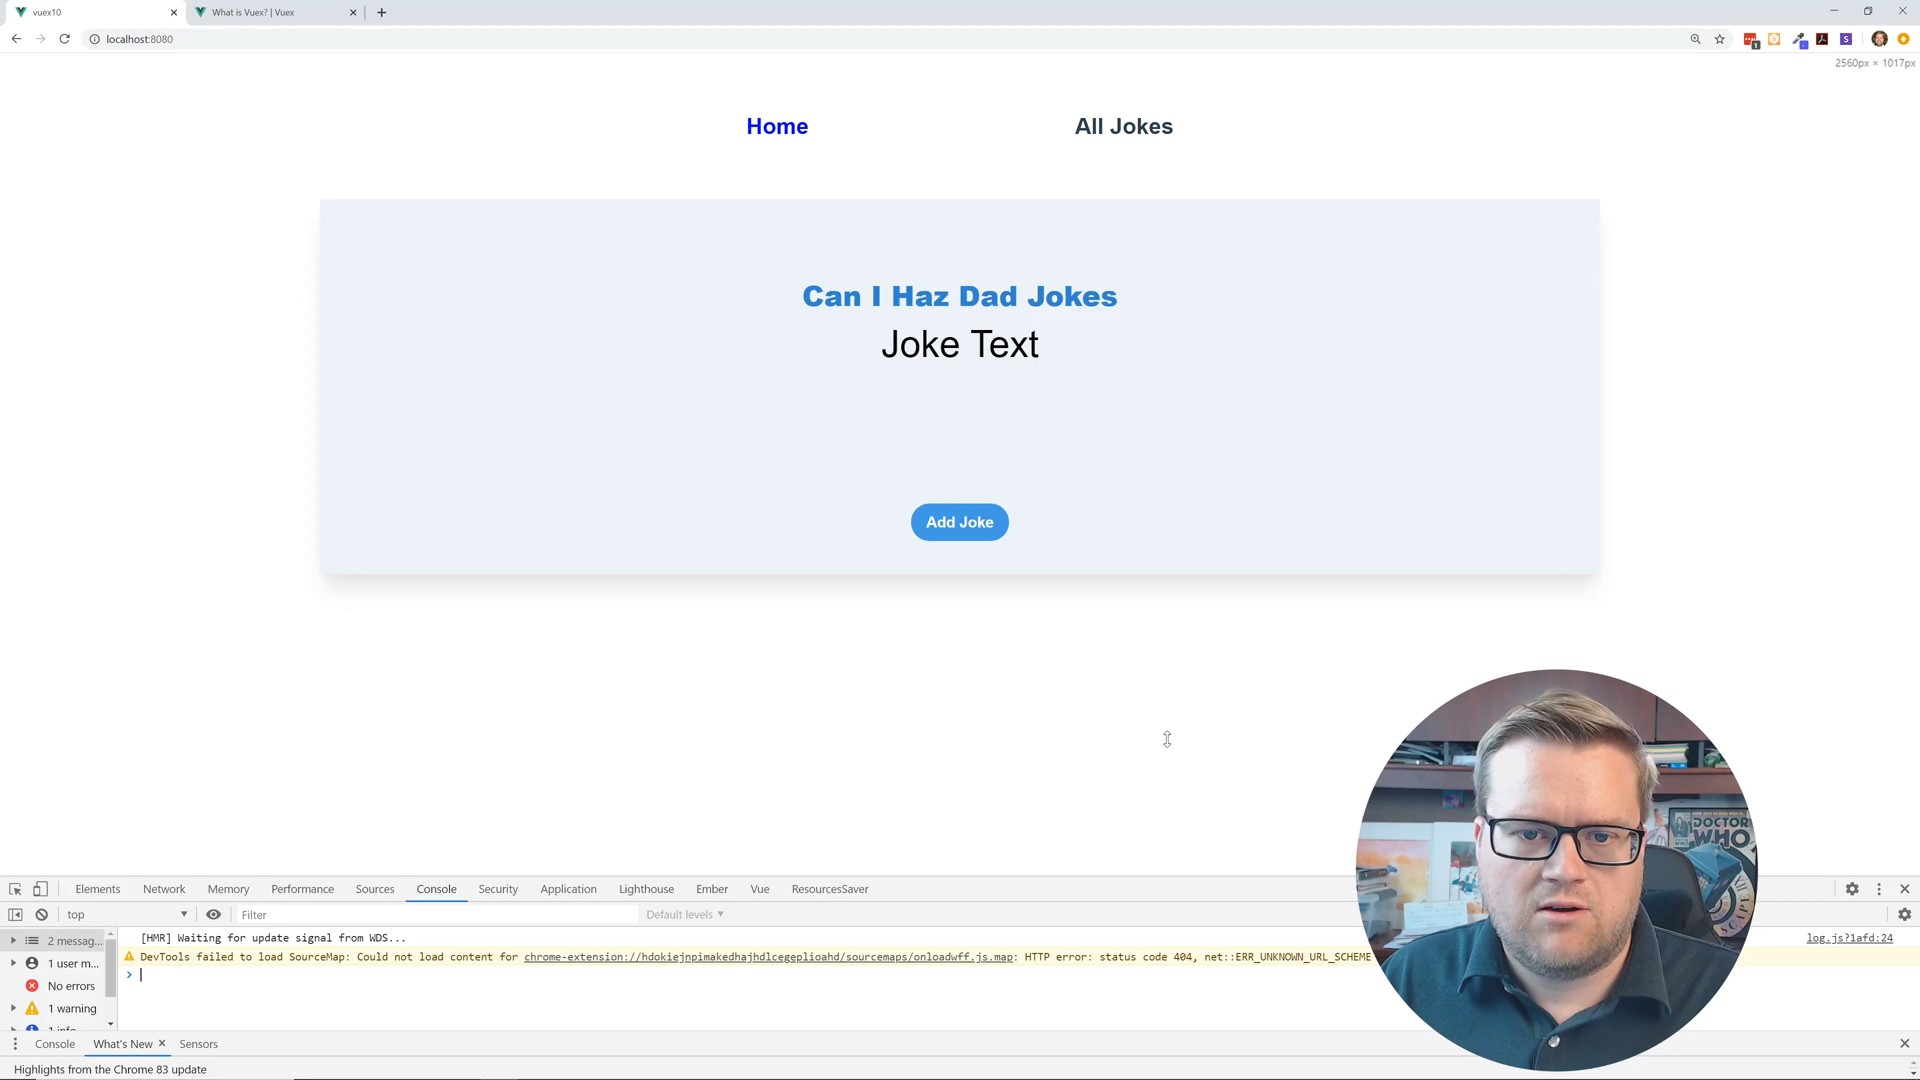 vuex10
What is Vuex? | Vuex
localhost:8080
2560px × 1017px
Home
All Jokes
Can I Haz Dad Jokes
Joke Text
Add Joke
DOCTOR
WHO
Elements Network Memory Performance Sources Console Security Application Lighthouse Ember Vue ResourcesSaver
top
Filter
Default levels
2 messag...
[HMR] Waiting for update signal from WDS...
log.js?1afd:24
DevTools failed to load SourceMap: Could not load content for chrome-extension://hdokiejnpimakedhajhdlcegeplioahd/sourcemaps/onloadwff.js.map: HTTP error: status code 404, net::ERR_UNKNOWN_URL_SCHEME
1 user m...
No errors
1 warning
1 info
Console
What's New
Sensors
Highlights from the Chrome 83 update